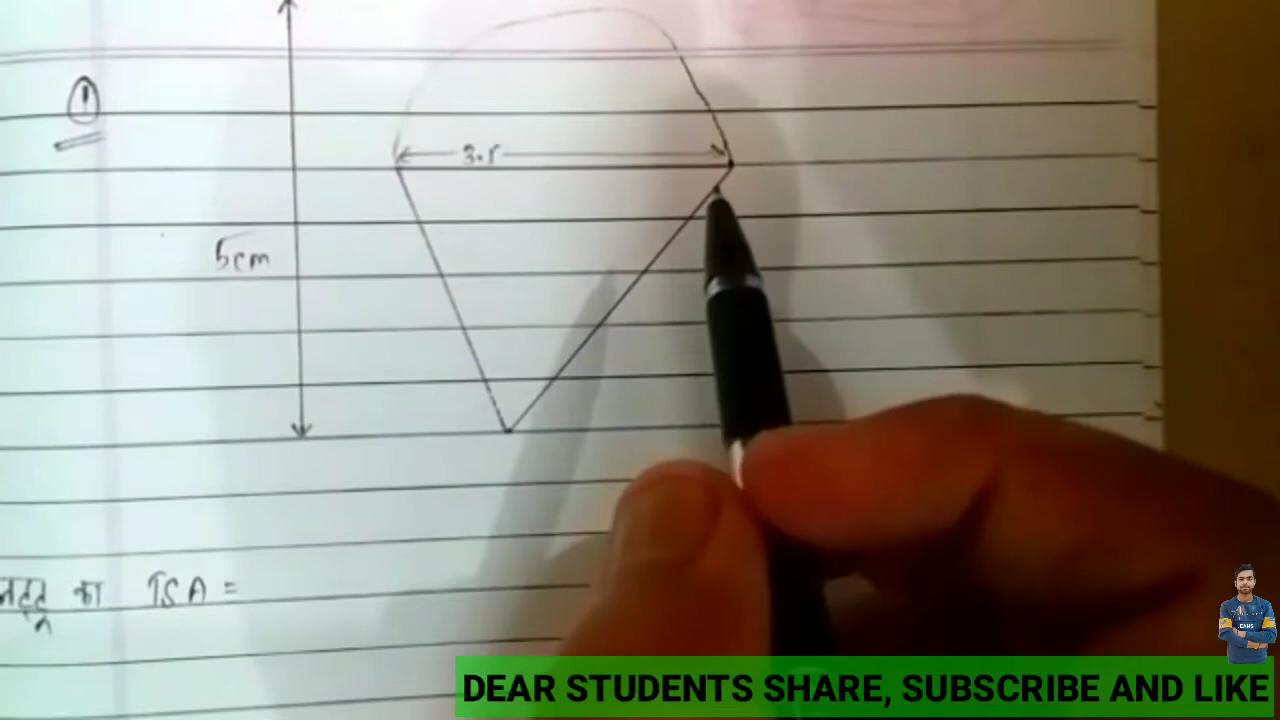 ①
3.5
5cm
लट्टू का TSA =
DEAR STUDENTS SHARE, SUBSCRIBE AND LIKE